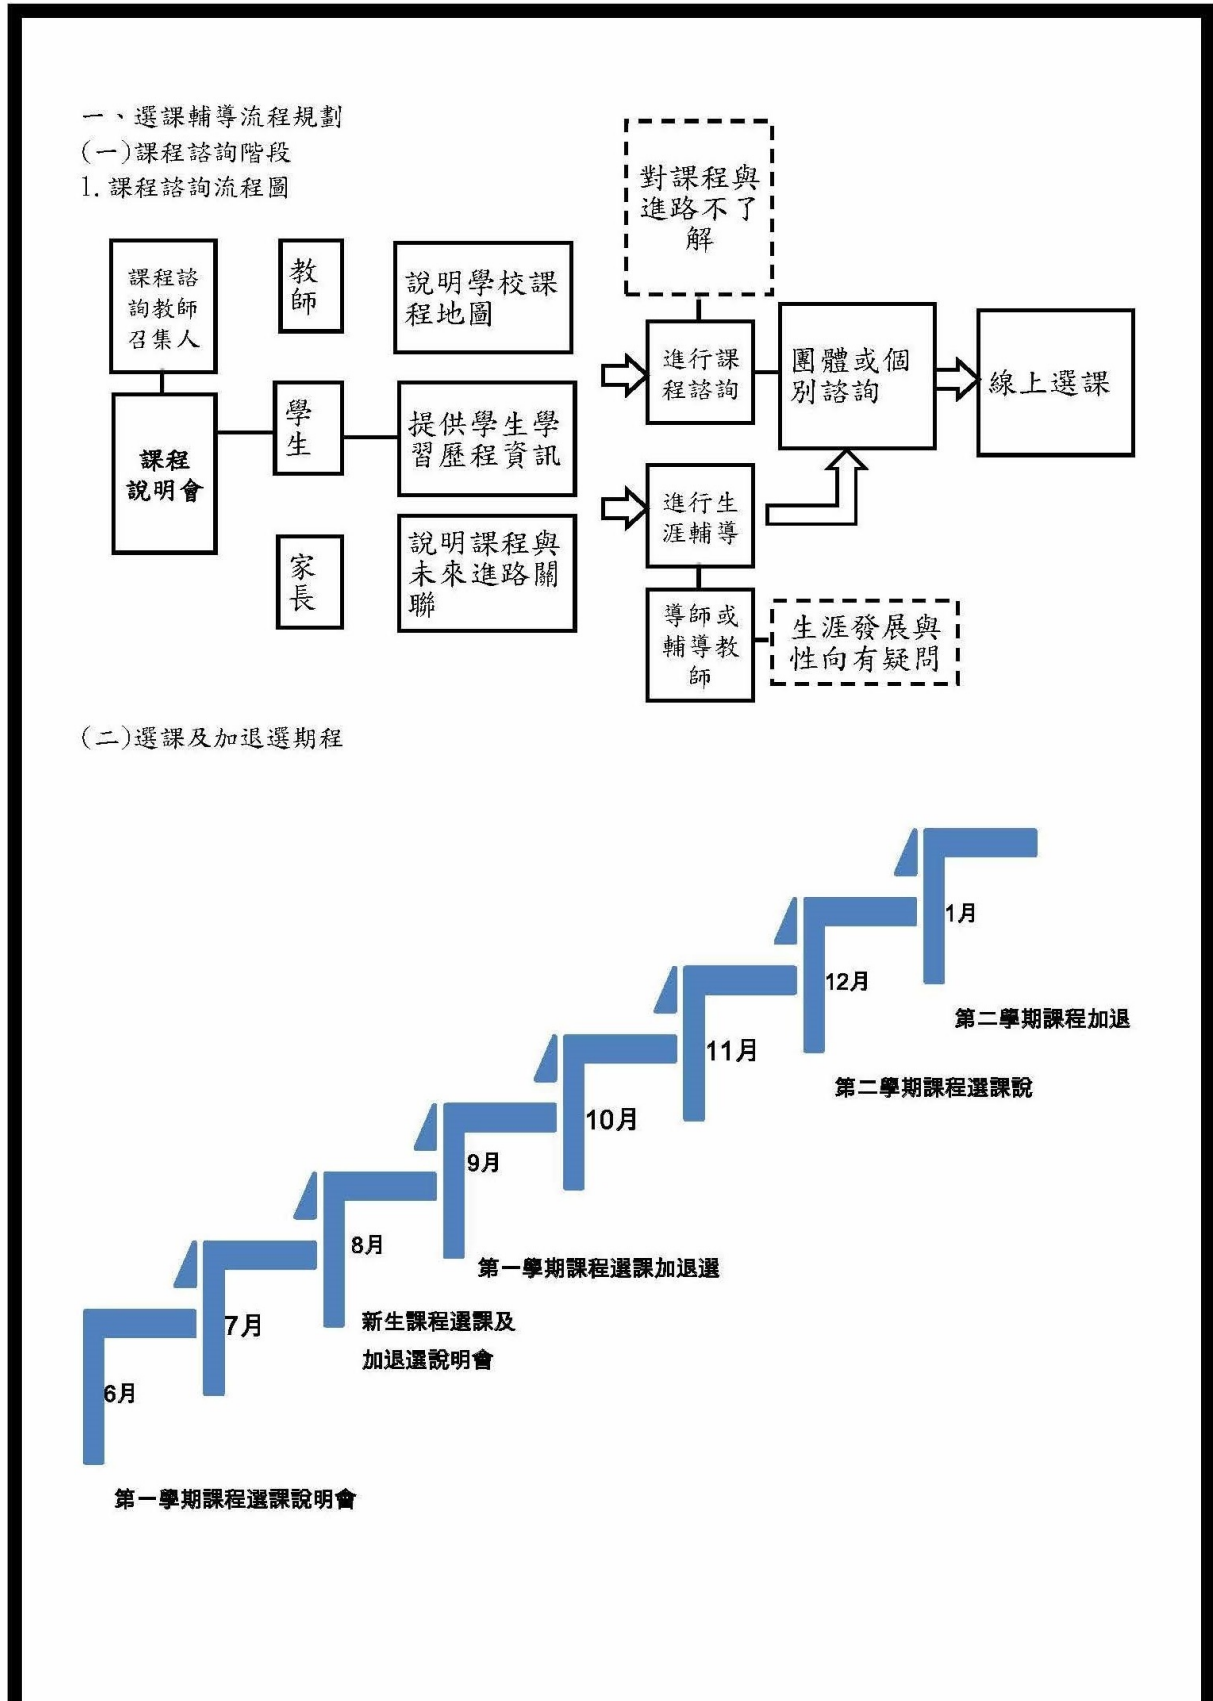 一、選課輔導流程規劃
(一)課程諮詢階段
1.課程諮詢流程圖
課程諮
詢教師
召集人
課程
說明會
教
師
學
生
家
長
說明學校課
程地圖
提供學生學
習歷程資訊
說明課程與
未來進路關
聯
對課程與
進路不了
解
進行課
程諮詢
進行生
涯輔導
導師或
輔導教
師
生涯發展與
性向有疑問
團體或個
別諮詢
線上選課
(二)選課及加退選期程
6月
第一學期課程選課說明會
7月
8月
新生課程選課及
加退選說明會
9月
第一學期課程選課加退選
10月
11月
12月
第二學期課程選課說
1月
第二學期課程加退